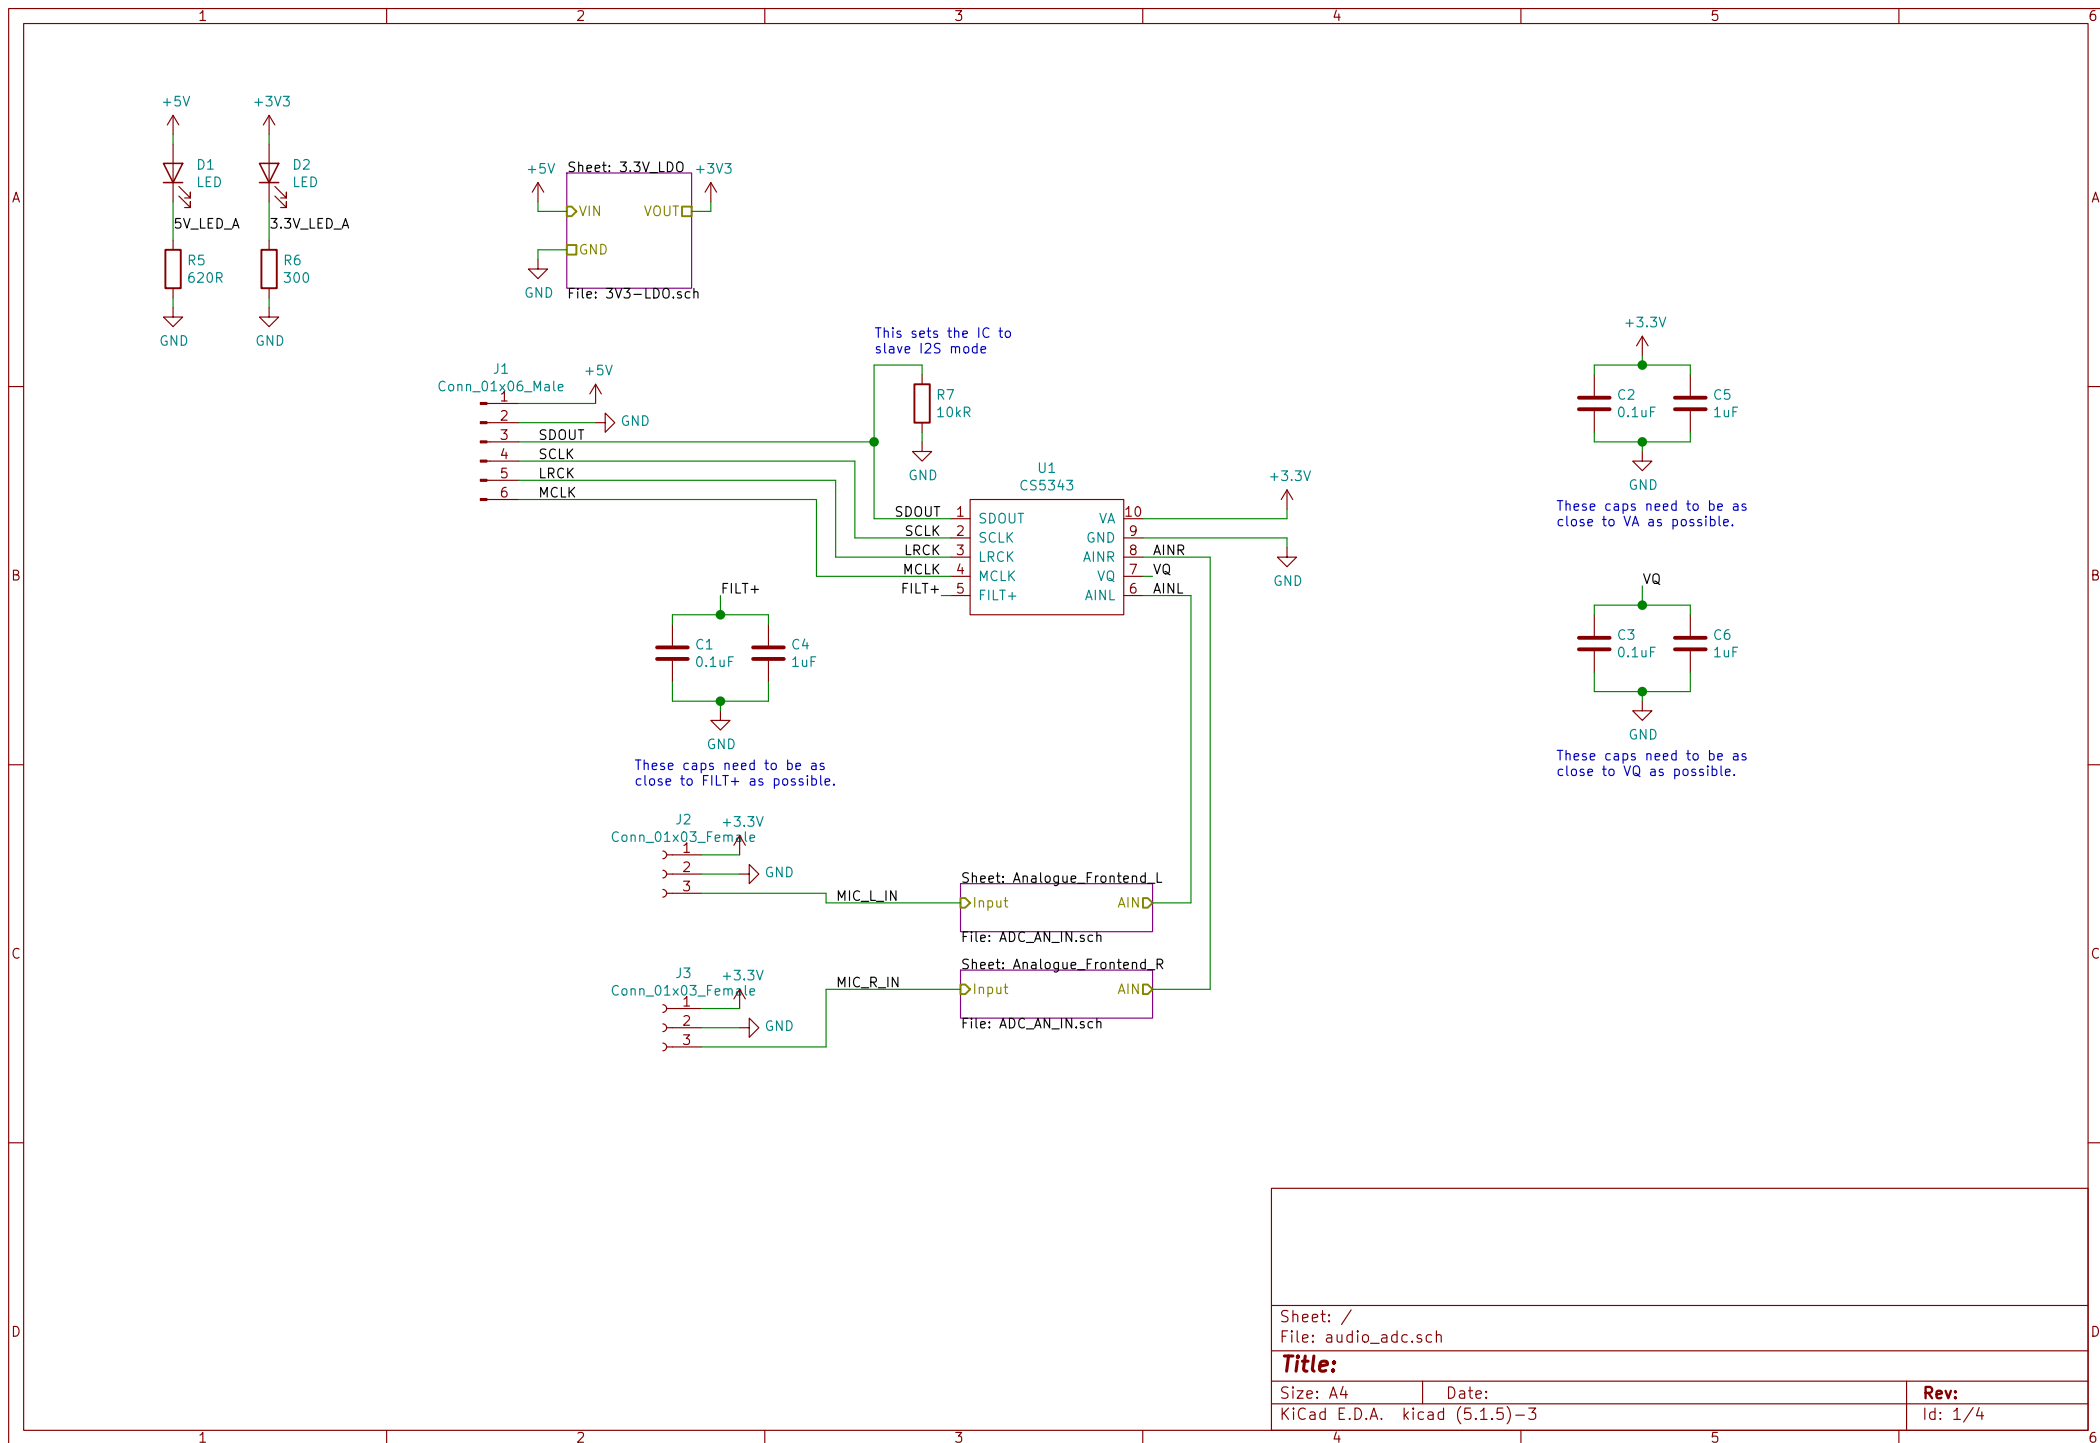 1 2 3 4 5 6
A
A
+5V
D1
LED
5V_LED_A
R5
620R
GND
+3V3
D2
LED
3.3V_LED_A
R6
300
GND
Sheet: 3.3V_LDO
+5V
+3V3
VIN
VOUT
GND
GND
File: 3V3-LDO.sch
This sets the IC to
slave I2S mode
R7
10kR
GND
J1
Conn_01x06_Male
+5V
1
2
GND
3
SDOUT
4
SCLK
5
LRCK
6
MCLK
B
B
U1
CS5343
SDOUT 1 SDOUT
SCLK 2 SCLK
LRCK 3 LRCK
MCLK 4 MCLK
FILT+ 5 FILT+
VA 10
GND 9
AINR 8 AINR
VQ 7 VQ
AINL 6 AINL
+3.3V
GND
+3.3V
C2
0.1uF
C5
1uF
GND
These caps need to be as
close to VA as possible.
VQ
C3
0.1uF
C6
1uF
GND
These caps need to be as
close to VQ as possible.
FILT+
C1
0.1uF
C4
1uF
GND
These caps need to be as
close to FILT+ as possible.
C
C
J2
Conn_01x03_Female
+3.3V
1
2
GND
3
MIC_L_IN
Sheet: Analogue_Frontend_L
Input
AIN
File: ADC_AN_IN.sch
J3
Conn_01x03_Female
+3.3V
1
2
GND
3
MIC_R_IN
Sheet: Analogue_Frontend_R
Input
AIN
File: ADC_AN_IN.sch
D
D
Sheet: /
File: audio_adc.sch
Title:
Size: A4
Date:
Rev:
KiCad E.D.A. kicad (5.1.5)-3
Id: 1/4
1 2 3 4 5 6